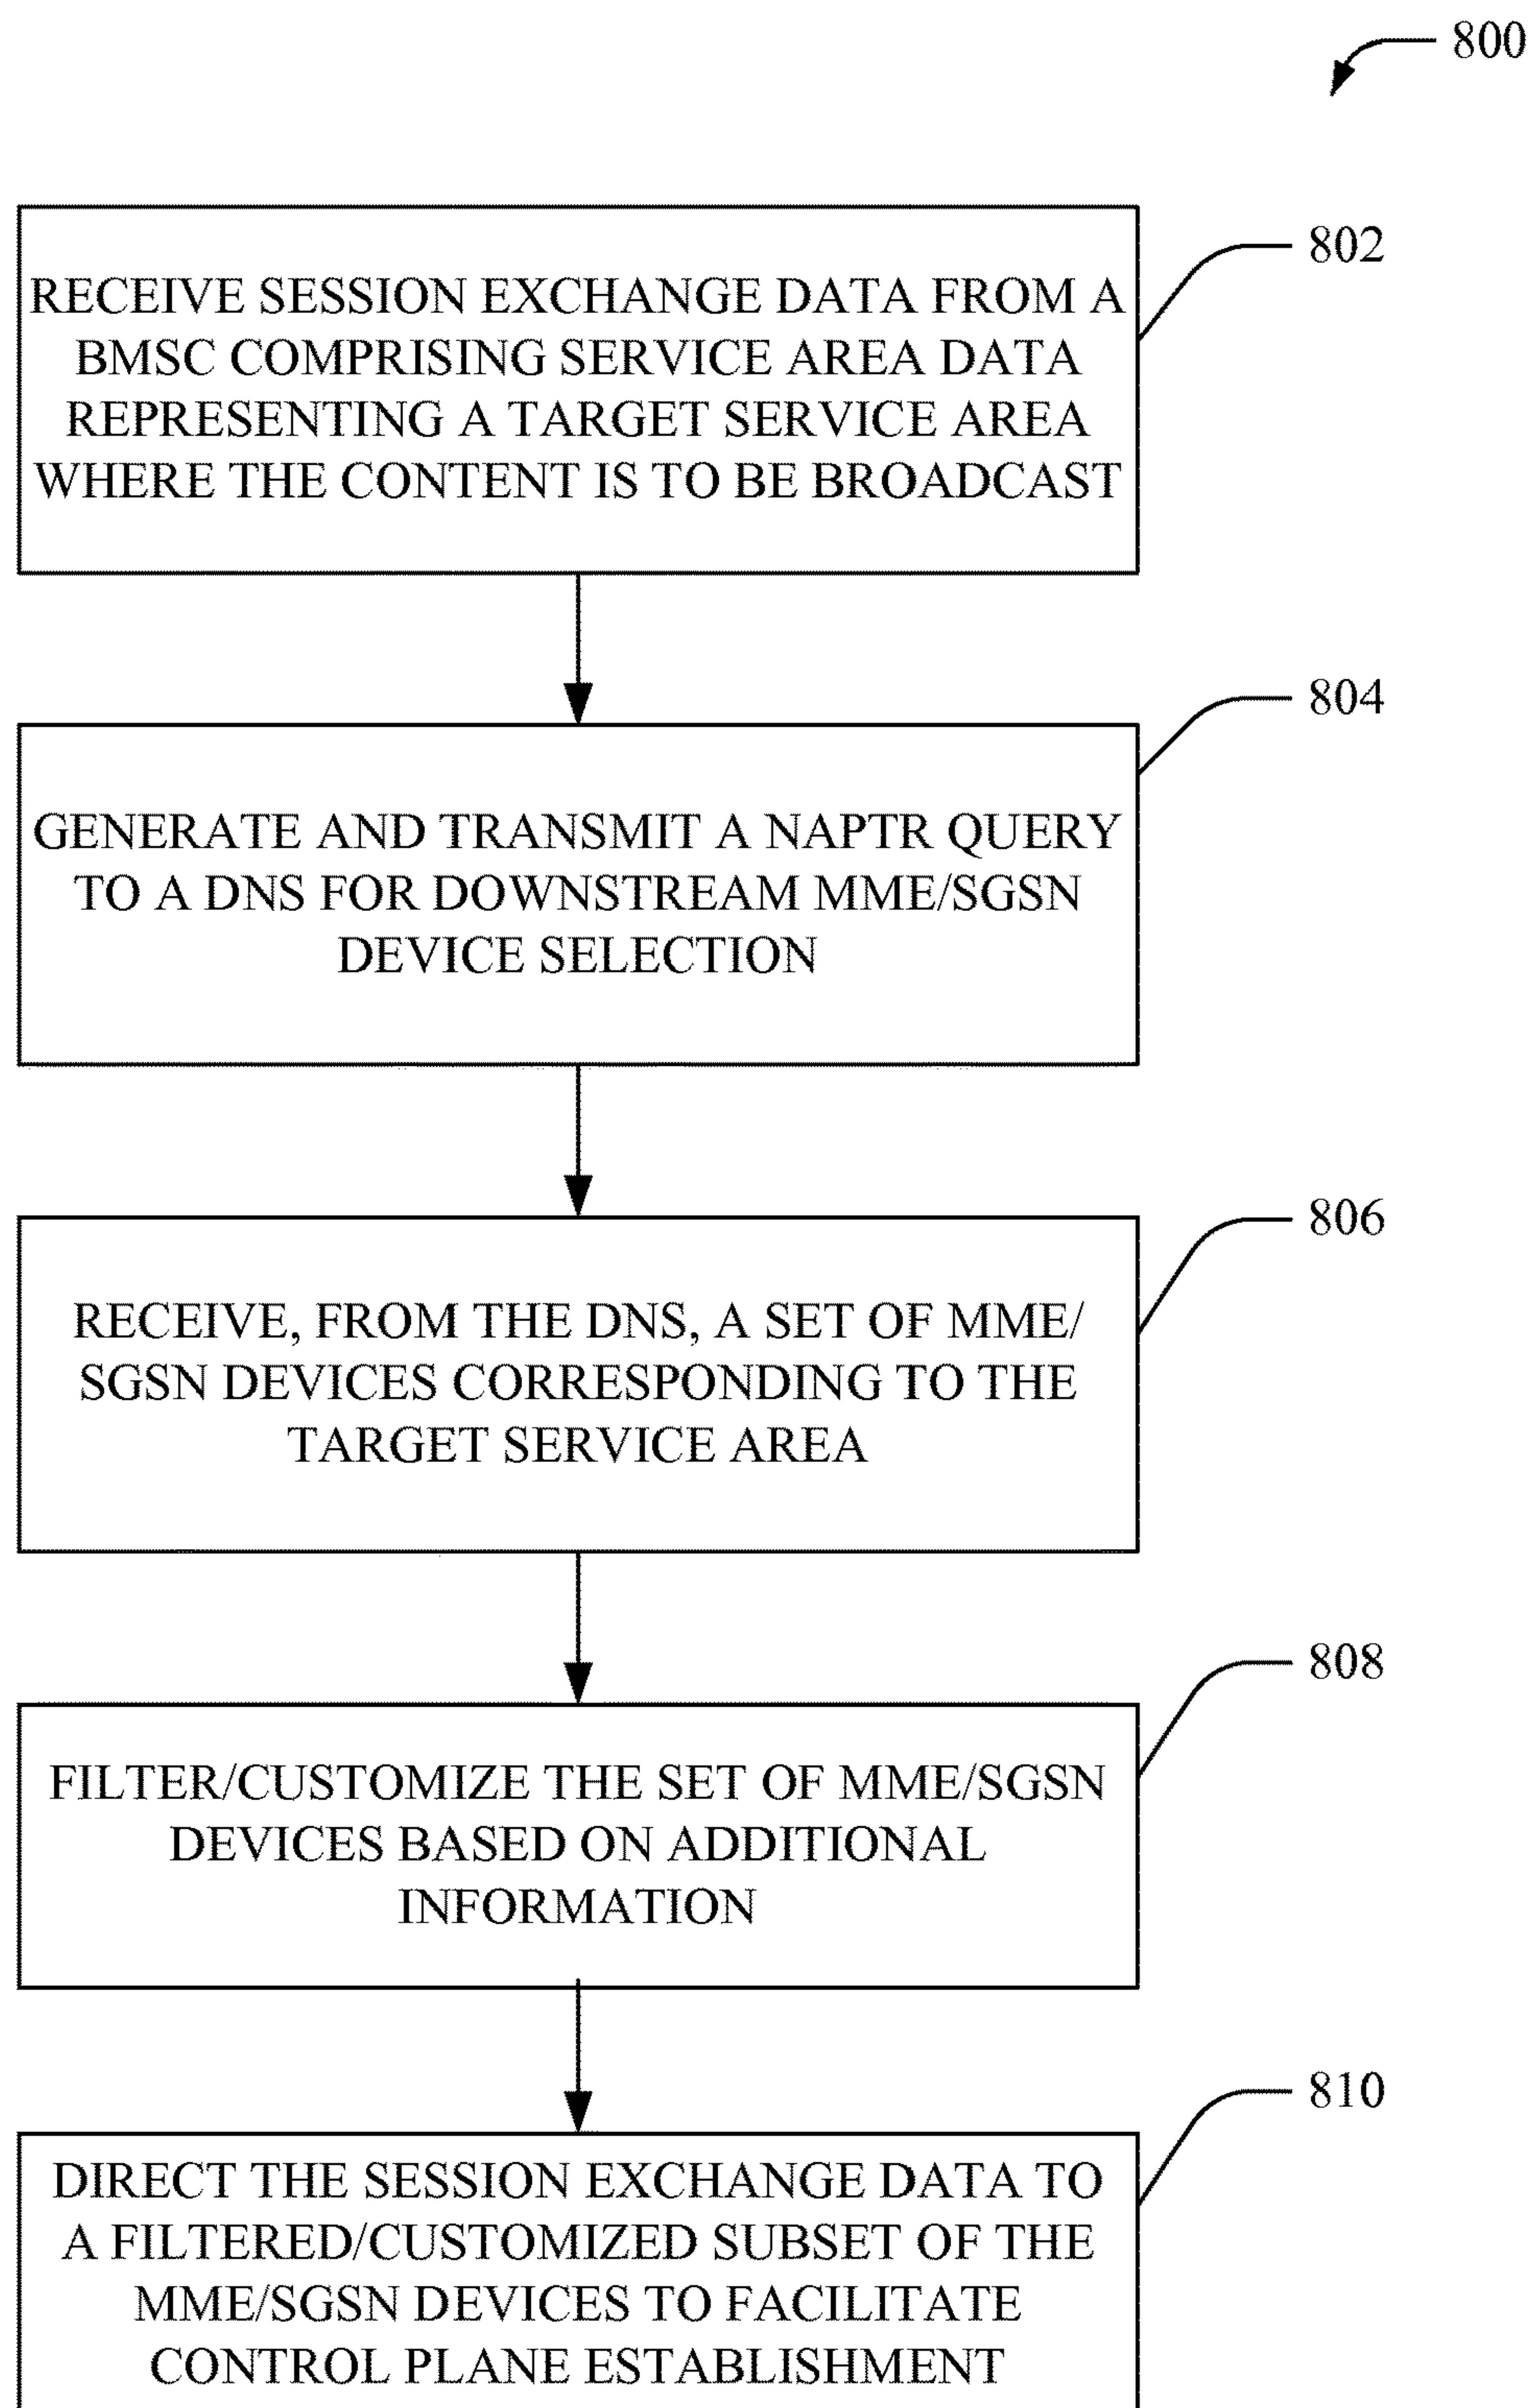 800
802
RECEIVE SESSION EXCHANGE DATA FROM A
BMSC COMPRISING SERVICE AREA DATA
REPRESENTING A TARGET SERVICE AREA
WHERE THE CONTENT IS TO BE BROADCAST
804
GENERATE AND TRANSMIT A NAPTR QUERY
TO A DNS FOR DOWNSTREAM MME/SGSN
DEVICE SELECTION
806
RECEIVE, FROM THE DNS, A SET OF MME/
SGSN DEVICES CORRESPONDING TO THE
TARGET SERVICE AREA
808
FILTER/CUSTOMIZE THE SET OF MME/SGSN
DEVICES BASED ON ADDITIONAL
INFORMATION
810
DIRECT THE SESSION EXCHANGE DATA TO
A FILTERED/CUSTOMIZED SUBSET OF THE
MME/SGSN DEVICES TO FACILITATE
CONTROL PLANE ESTABLISHMENT